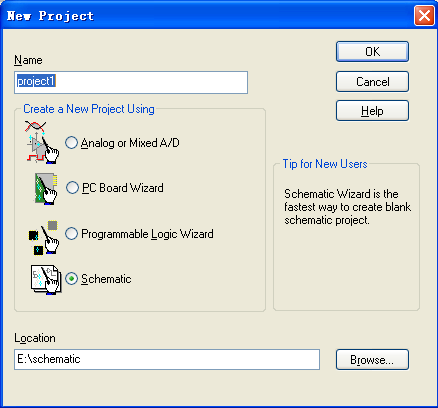 New Project
Name
project1
OK
Cancel
Help
Create a New Project Using
Analog or Mixed A/D
PC Board Wizard
Programmable Logic Wizard
Schematic
Tip for New Users
Schematic Wizard is the
fastest way to create blank
schematic project.
Location
E:\schematic
Browse...